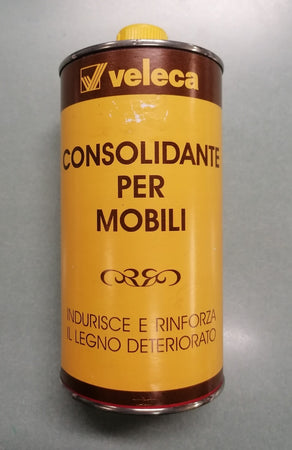 veleca
CONSOLIDANTE
PER
MOBILI
INDURISCE E RINFORZA
IL LEGNO DETERIORATO